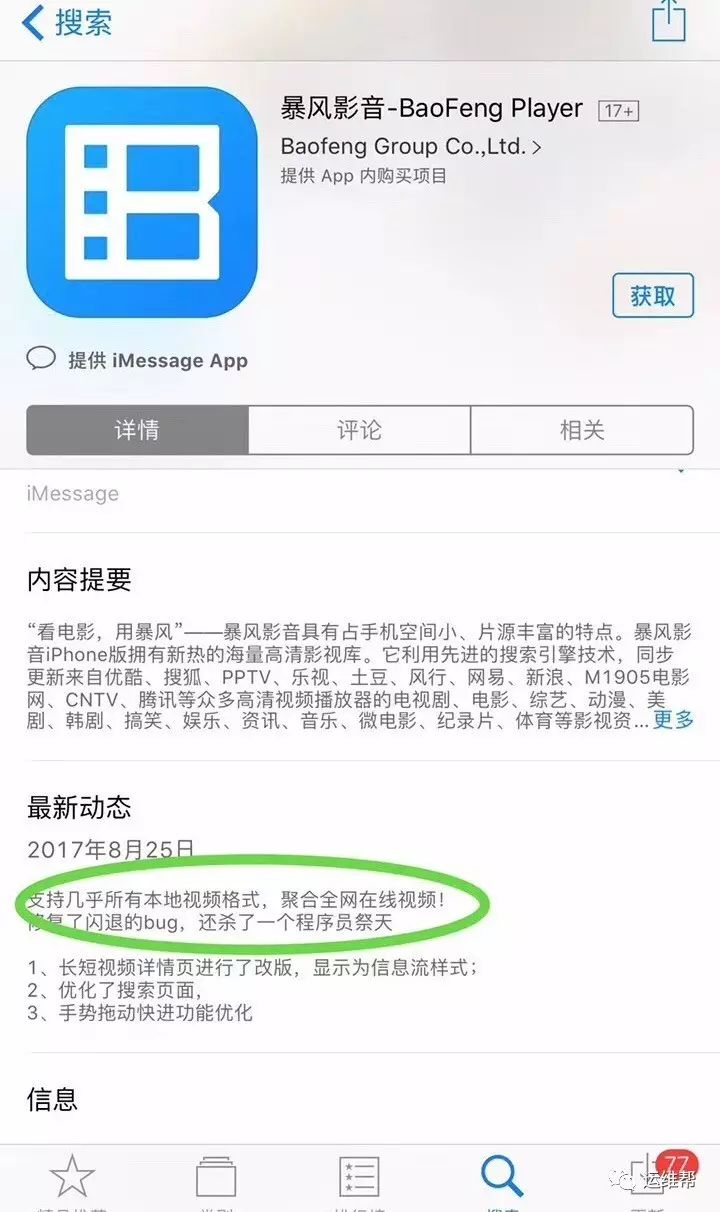 搜索
暴风影音-BaoFeng Player 17+
Baofeng Group Co.,Ltd. >
提供 App 内购买项目
获取
提供 iMessage App
详情 评论 相关
iMessage
内容提要
“看电影，用暴风”——暴风影音具有占手机空间小、片源丰富的特点。暴风影
音iPhone版拥有新热的海量高清影视库。它利用先进的搜索引擎技术，同步
更新来自优酷、搜狐、PPTV、乐视、土豆、风行、网易、新浪、M1905电影
网、CNTV、腾讯等众多高清视频播放器的电视剧、电影、综艺、动漫、美
剧、韩剧、搞笑、娱乐、资讯、音乐、微电影、纪录片、体育等影视资...更多
最新动态
2017年8月25日
支持几乎所有本地视频格式，聚合全网在线视频！
修复了闪退的bug，还杀了一个程序员祭天
1、长短视频详情页进行了改版，显示为信息流样式；
2、优化了搜索页面，
3、手势拖动快进功能优化
信息
77
运维帮